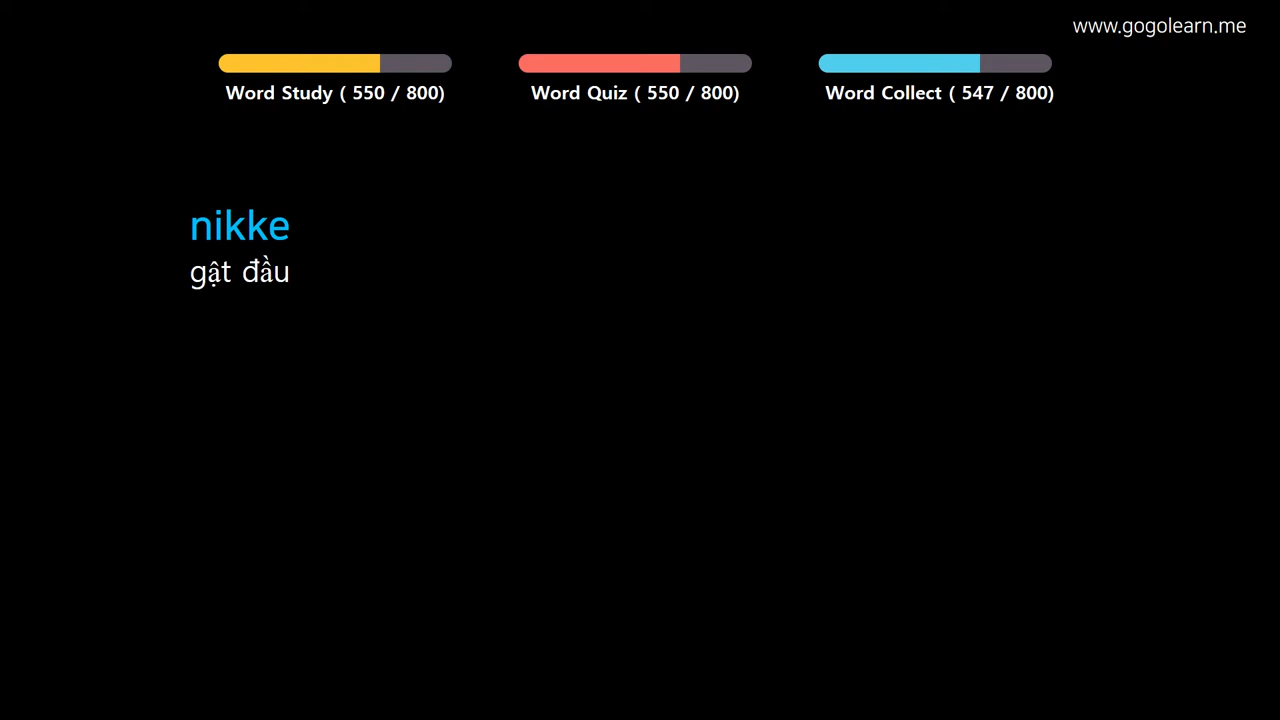 www.gogolearn.me
Word Study ( 550 / 800)
Word Quiz ( 550 / 800)
Word Collect ( 547 / 800)
nikke
gật đầu